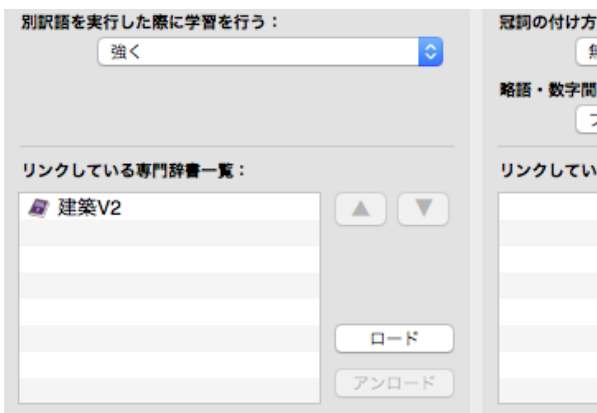 別訳語を実行した際に学習を行う：
強く
リンクしている専門辞書一覧：
建築V2
ロード
アンロード
冠詞の付け方
略語・数字間
リンクしてい